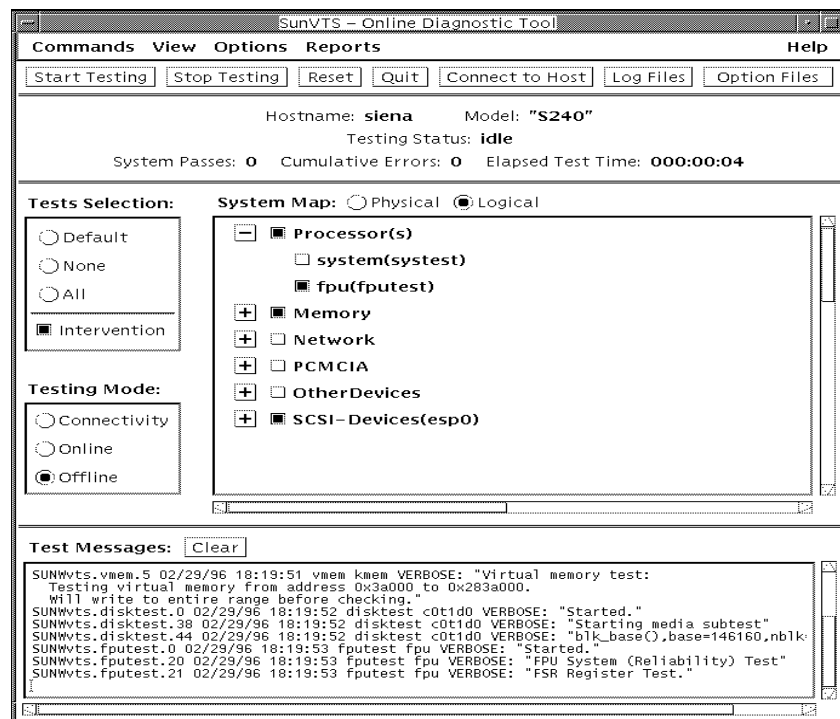 SunVTS – Online Diagnostic Tool
Commands View Options Reports Help
Start Testing Stop Testing Reset Quit Connect to Host Log Files Option Files
Hostname: siena Model: "S240"
Testing Status: idle
System Passes: 0 Cumulative Errors: 0 Elapsed Test Time: 000:00:04
Tests Selection:
Default
None
All
Intervention
Testing Mode:
Connectivity
Online
Offline
System Map: Physical Logical
Processor(s)
system(systest)
fpu(fputest)
Memory
Network
PCMCIA
OtherDevices
SCSI-Devices(esp0)
Test Messages: Clear
SUNWvts.vmem.5 02/29/96 18:19:51 vmem kmem VERBOSE: "Virtual memory test:
Testing virtual memory from address 0x3a000 to 0x283a000.
Will write to entire range before checking."
SUNWvts.disktest.0 02/29/96 18:19:52 disktest c0t1d0 VERBOSE: "Started."
SUNWvts.disktest.38 02/29/96 18:19:52 disktest c0t1d0 VERBOSE: "Starting media subtest"
SUNWvts.disktest.44 02/29/96 18:19:52 disktest c0t1d0 VERBOSE: "blk_base(),base=146160,nblk
SUNWvts.fputest.0 02/29/96 18:19:53 fputest fpu VERBOSE: "Started."
SUNWvts.fputest.20 02/29/96 18:19:53 fputest fpu VERBOSE: "FPU System (Reliability) Test"
SUNWvts.fputest.21 02/29/96 18:19:53 fputest fpu VERBOSE: "FSR Register Test."